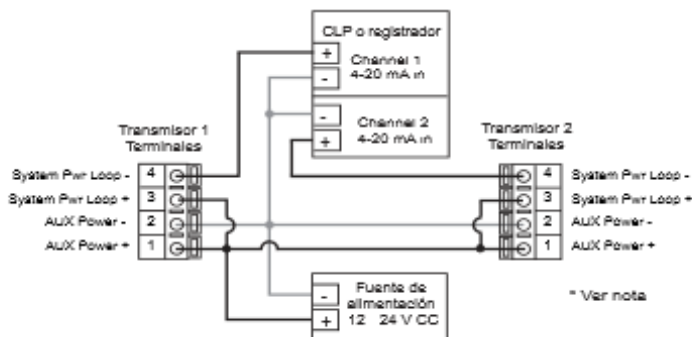 CLP o registrador
+
Channel 1
4-20 mA in
-
-
Channel 2
4-20 mA in
+
Transmisor 1
Terminales
System Pwr Loop - 4
System Pwr Loop + 3
AUX Power - 2
AUX Power + 1
Transmisor 2
Terminales
4 System Pwr Loop -
3 System Pwr Loop +
2 AUX Power -
1 AUX Power +
-
+
Fuente de
alimentación
12 24 V CC
* Ver nota